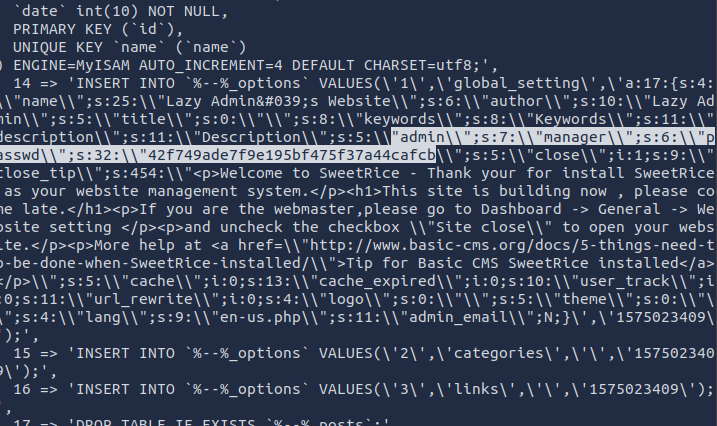 `date` int(10) NOT NULL,
PRIMARY KEY (`id`),
UNIQUE KEY `name` (`name`)
) ENGINE=MyISAM AUTO_INCREMENT=4 DEFAULT CHARSET=utf8;',
14 => 'INSERT INTO `%--%_options` VALUES(\'1\',\'global_setting\',\'a:17:{s:4:
\\"name\\";s:25:\\"Lazy Admin&#039;s Website\\";s:6:\\"author\\";s:10:\\"Lazy Ad
min\\";s:5:\\"title\\";s:0:\\"\\";s:8:\\"keywords\\";s:8:\\"Keywords\\";s:11:\\"
description\\";s:11:\\"Description\\";s:5:\\"admin\\";s:7:\\"manager\\";s:6:\\"p
asswd\\";s:32:\\"42f749ade7f9e195bf475f37a44cafcb\\";s:5:\\"close\\";i:1;s:9:\\"
close_tip\\";s:454:\\"<p>Welcome to SweetRice - Thank your for install SweetRice
as your website management system.</p><h1>This site is building now , please co
me late.</h1><p>If you are the webmaster,please go to Dashboard -> General -> We
bsite setting </p><p>and uncheck the checkbox \\"Site close\\" to open your webs
ite.</p><p>More help at <a href=\\"http://www.basic-cms.org/docs/5-things-need-t
o-be-done-when-SweetRice-installed/\\">Tip for Basic CMS SweetRice installed</a>
</p>\\";s:5:\\"cache\\";i:0;s:13:\\"cache_expired\\";i:0;s:10:\\"user_track\\";i
:0;s:11:\\"url_rewrite\\";i:0;s:4:\\"logo\\";s:0:\\"\\";s:5:\\"theme\\";s:0:\\"\
\";s:4:\\"lang\\";s:9:\\"en-us.php\\";s:11:\\"admin_email\\";N;}\',\'1575023409\
');',
15 => 'INSERT INTO `%--%_options` VALUES(\'2\',\'categories\',\'\',\'157502340
9\');',
16 => 'INSERT INTO `%--%_options` VALUES(\'3\',\'links\',\'\',\'1575023409\');
',
17 => 'DROP TABLE IF EXISTS `%--%_posts`;'